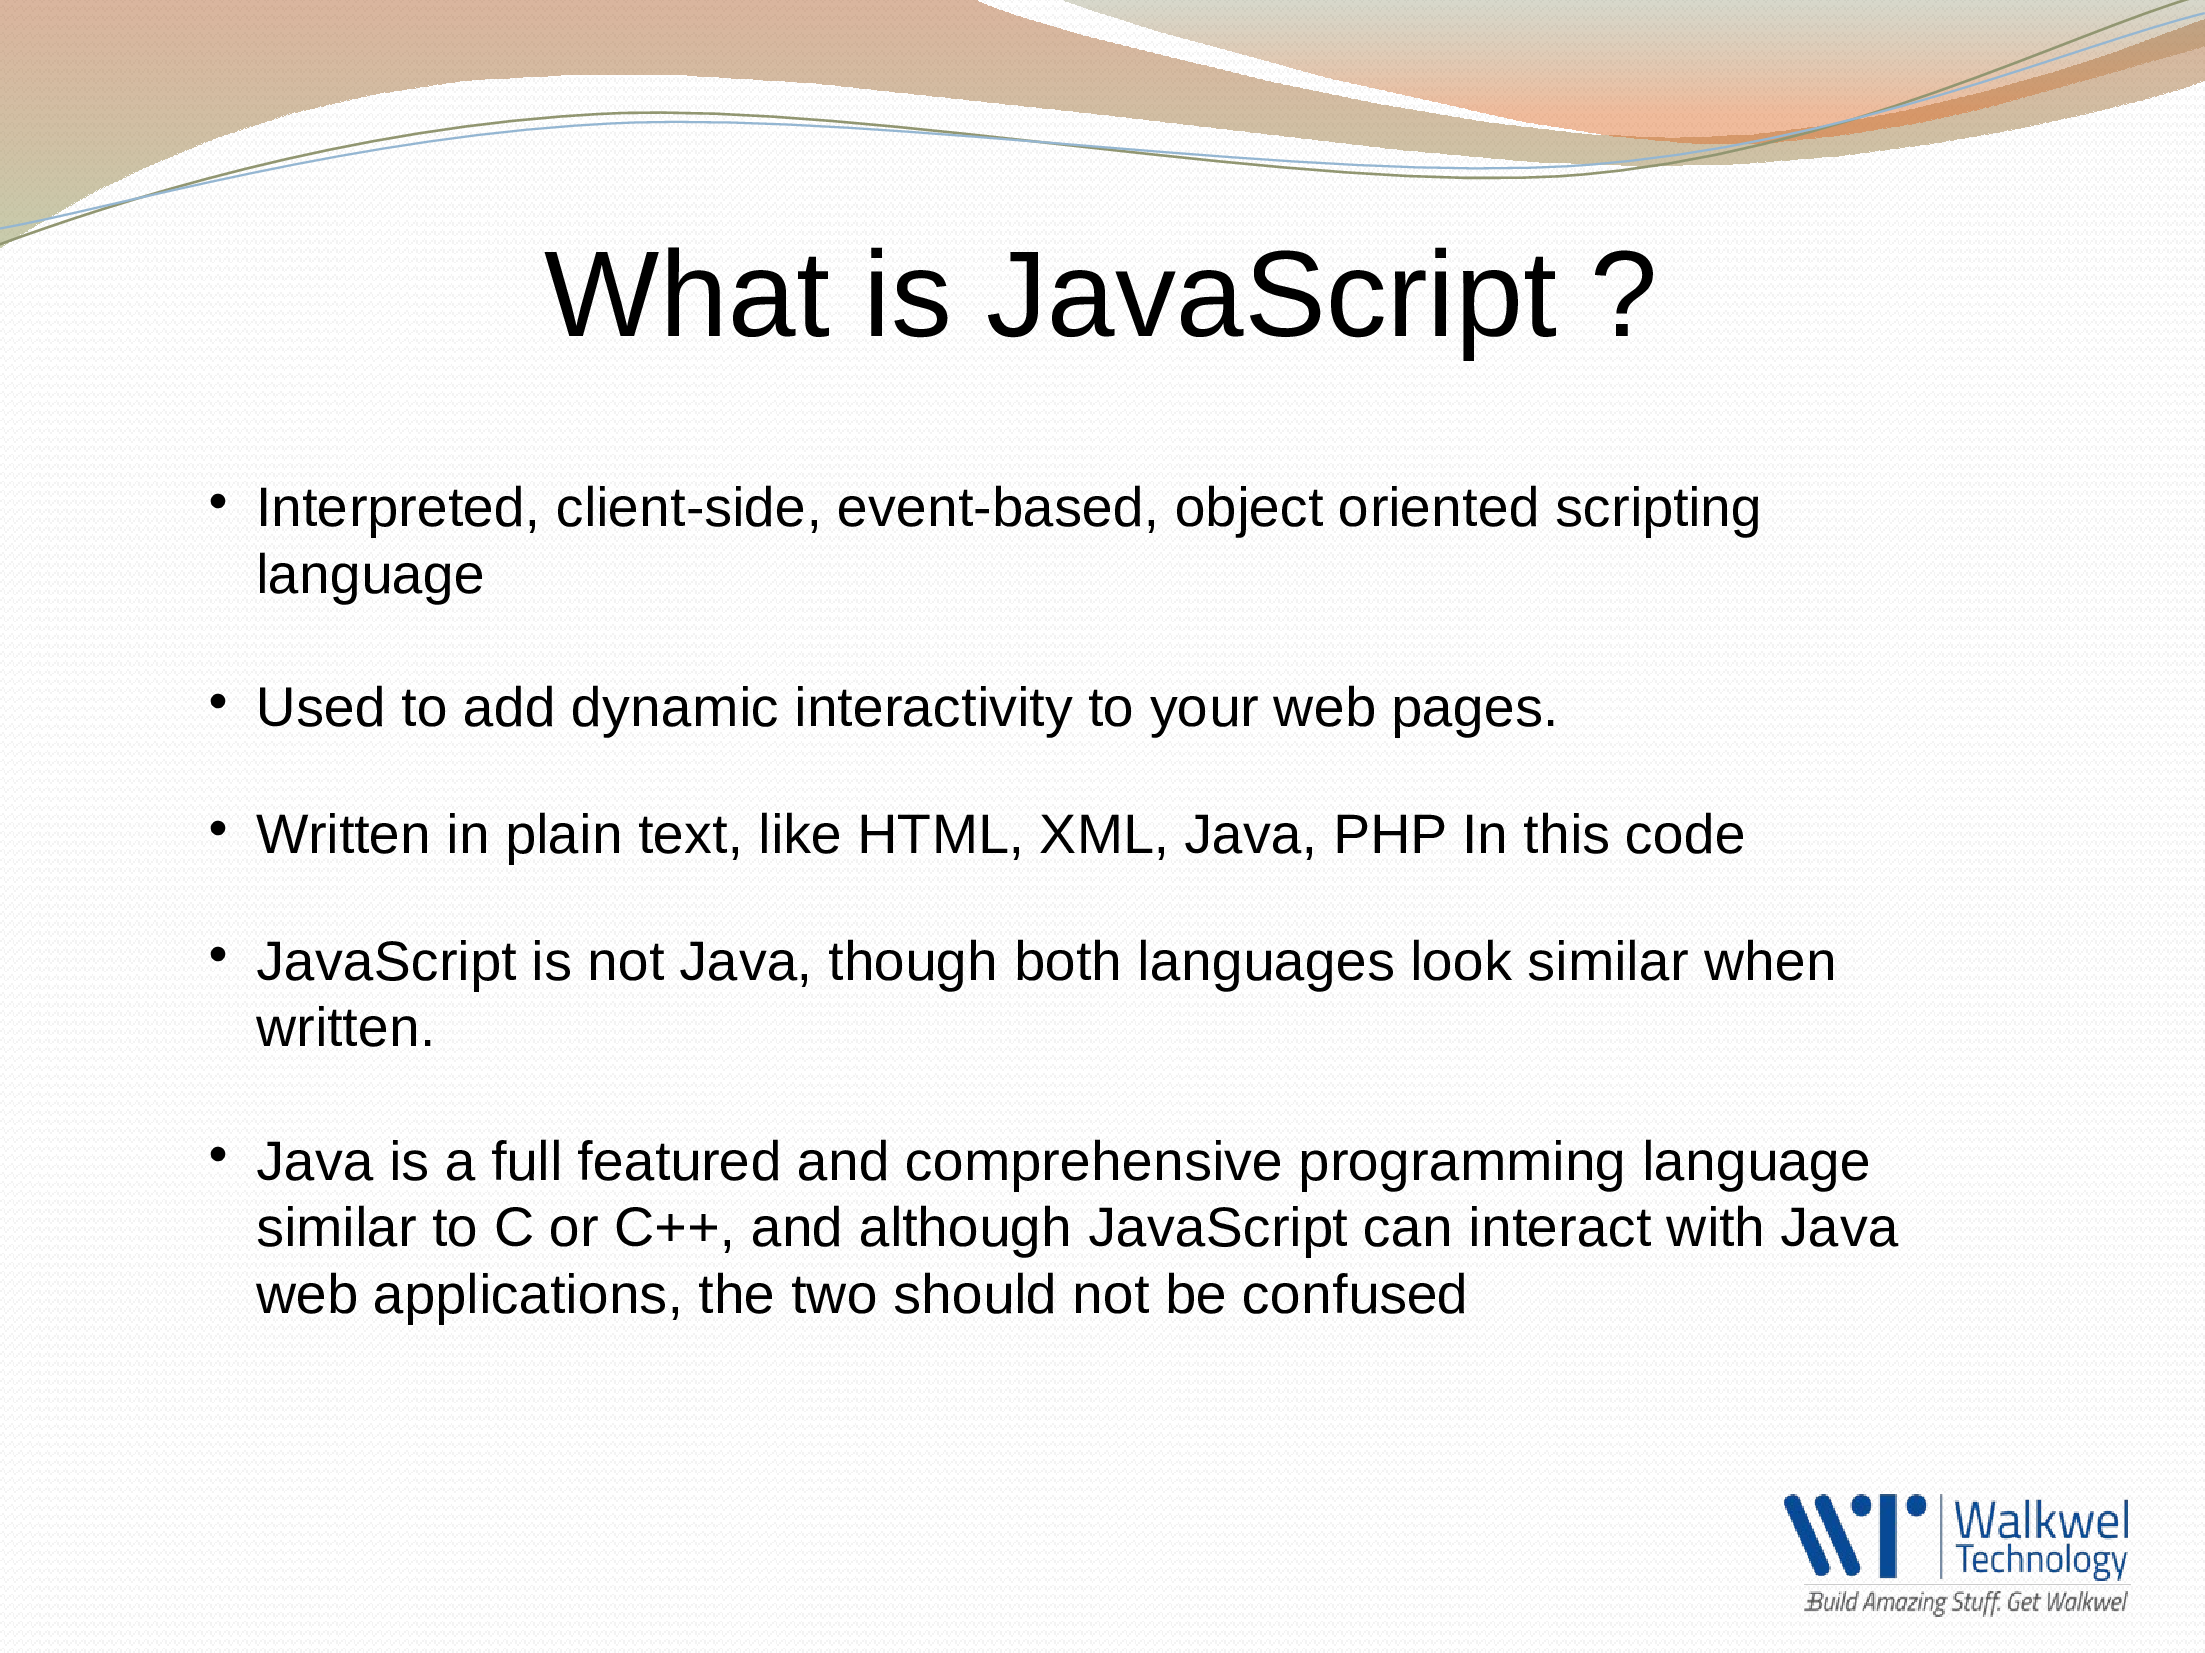 What is JavaScript ?
• Interpreted, client-side, event-based, object oriented scripting
language
• Used to add dynamic interactivity to your web pages.
• Written in plain text, like HTML, XML, Java, PHP In this code
• JavaScript is not Java, though both languages look similar when
written.
• Java is a full featured and comprehensive programming language
similar to C or C++, and although JavaScript can interact with Java
web applications, the two should not be confused
WT
Walkwel
Technology
Build Amazing Stuff. Get Walkwel